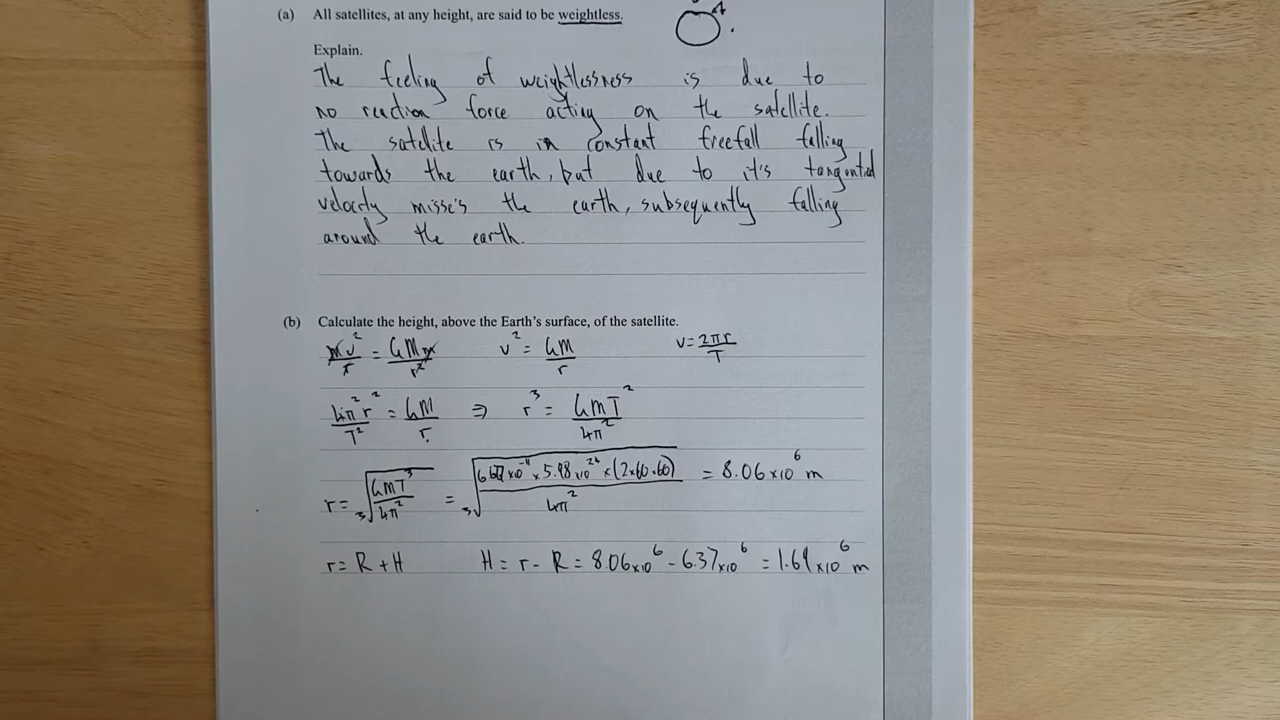 (a) All satellites, at any height, are said to be weightless.
Explain.
The feeling of weightlessness is due to
no reaction force acting on the satellite.
The satelite is in constant freefall falling
towards the earth, but due to it's tangential
velocity misse's the earth, subsequently falling
around the earth.
(b) Calculate the height, above the Earth's surface, of the satellite.
mv²/r = GMm/r² v² = GM/r v = 2πr/T
4π²r²/T² = GM/r ⇒ r³ = GMT²/4π²
r = ³√(GMT³/4π²) = ³√(6.67×10⁻¹¹ × 5.98×10²⁴ × (2×60×60)/4π²) = 8.06×10⁶ m
r = R + H H = r - R = 8.06×10⁶ - 6.37×10⁶ = 1.69×10⁶ m